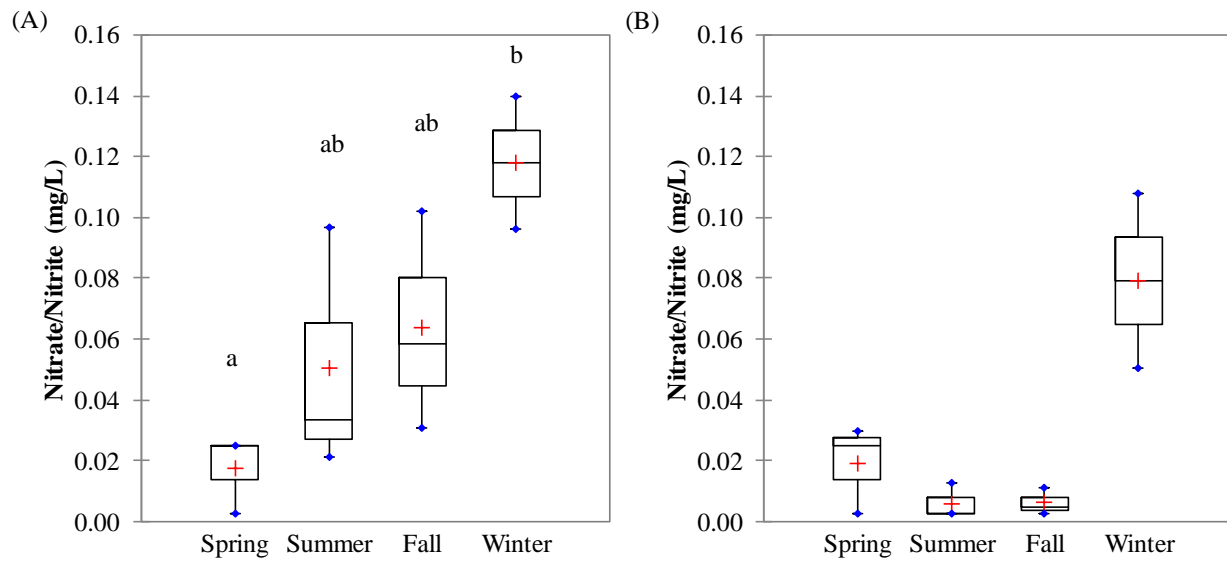 (A)
Nitrate/Nitrite (mg/L)
0.16
0.14
0.12
0.10
0.08
0.06
0.04
0.02
0.00
a
ab
ab
b
Spring Summer Fall Winter
(B)
Nitrate/Nitrite (mg/L)
0.16
0.14
0.12
0.10
0.08
0.06
0.04
0.02
0.00
Spring Summer Fall Winter